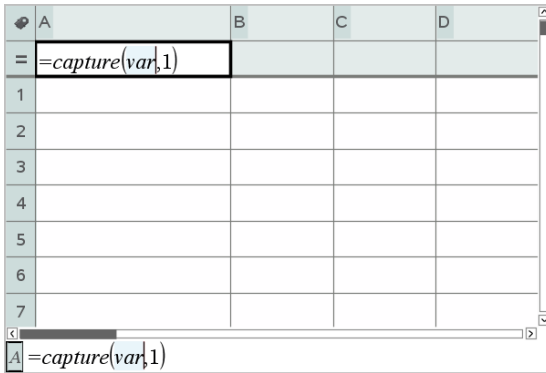 A B C D
= =capture(var,1)
1
2
3
4
5
6
7
A =capture(var,1)